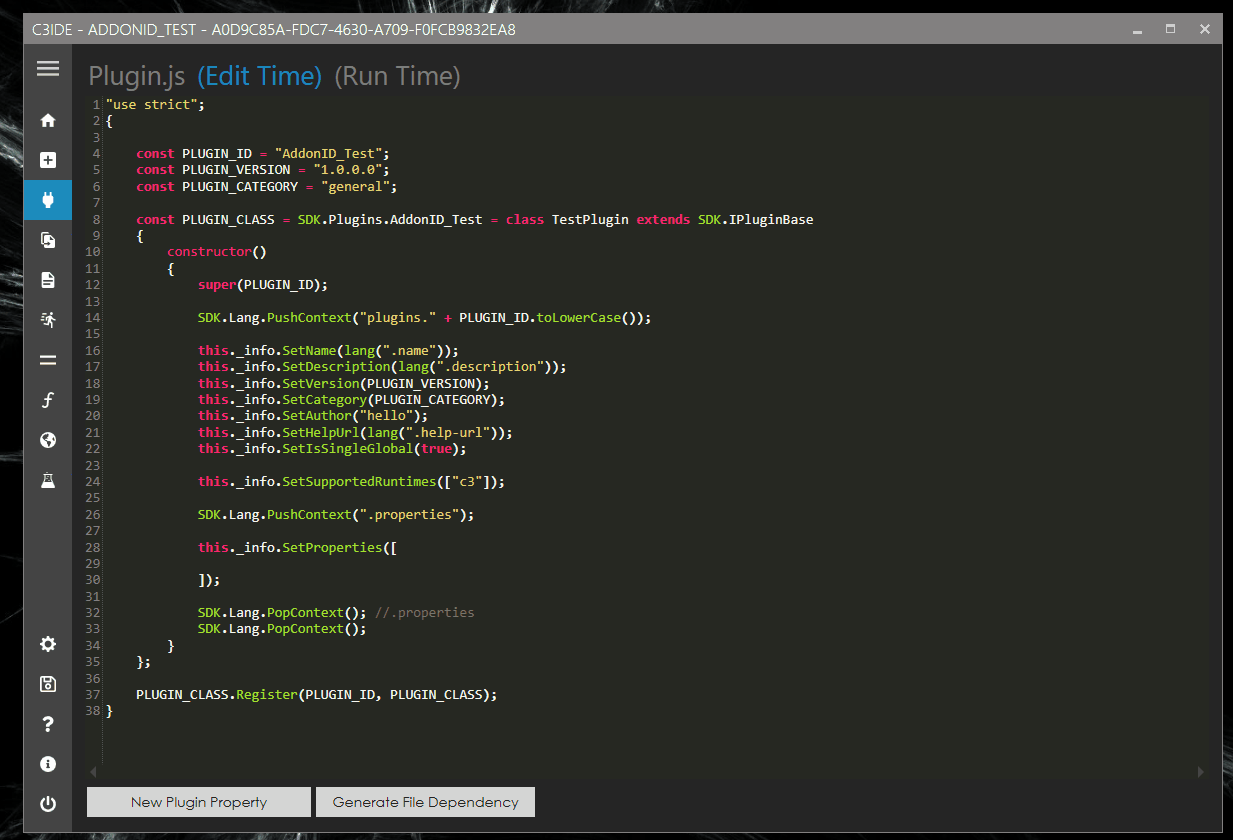 C3IDE - ADDONID_TEST - A0D9C85A-FDC7-4630-A709-F0FCB9832EA8
Plugin.js (Edit Time) (Run Time)
1 "use strict";
2 {
3
4     const PLUGIN_ID = "AddonID_Test";
5     const PLUGIN_VERSION = "1.0.0.0";
6     const PLUGIN_CATEGORY = "general";
7
8     const PLUGIN_CLASS = SDK.Plugins.AddonID_Test = class TestPlugin extends SDK.IPluginBase
9     {
10         constructor()
11         {
12             super(PLUGIN_ID);
13
14             SDK.Lang.PushContext("plugins." + PLUGIN_ID.toLowerCase());
15
16             this._info.SetName(lang(".name"));
17             this._info.SetDescription(lang(".description"));
18             this._info.SetVersion(PLUGIN_VERSION);
19             this._info.SetCategory(PLUGIN_CATEGORY);
20             this._info.SetAuthor("hello");
21             this._info.SetHelpUrl(lang(".help-url"));
22             this._info.SetIsSingleGlobal(true);
23
24             this._info.SetSupportedRuntimes(["c3"]);
25
26             SDK.Lang.PushContext(".properties");
27
28             this._info.SetProperties([
29
30             ]);
31
32             SDK.Lang.PopContext(); //.properties
33             SDK.Lang.PopContext();
34         }
35     };
36
37     PLUGIN_CLASS.Register(PLUGIN_ID, PLUGIN_CLASS);
38 }
New Plugin Property
Generate File Dependency